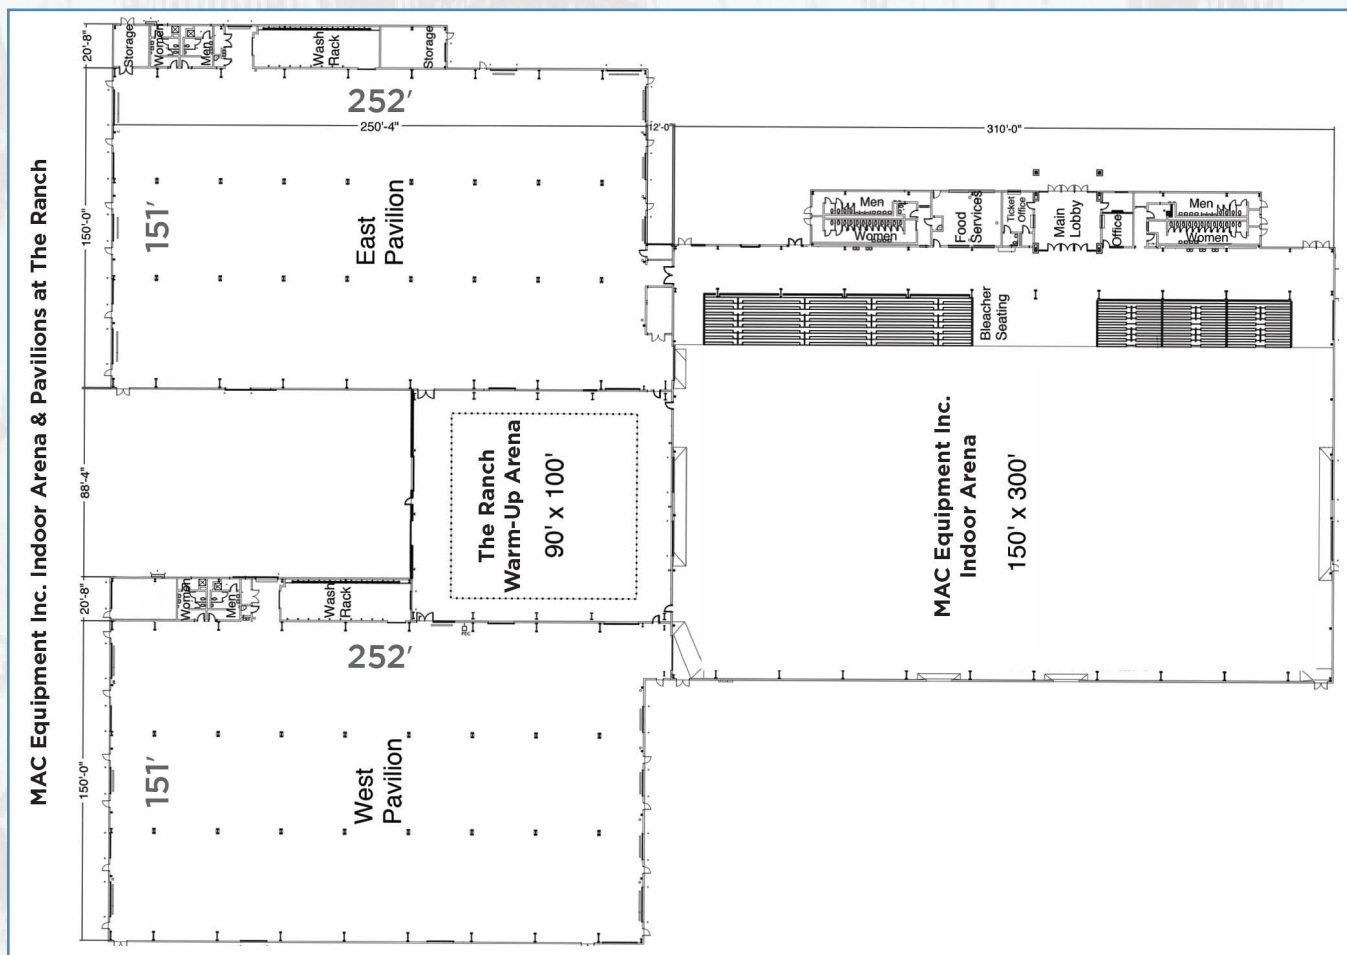 MAC Equipment Inc. Indoor Arena & Pavilions at The Ranch
20'-8"
Storage
Women
Men
Wash
Rack
Storage
252'
250'-4"
12'-0"
310'-0"
150'-0"
151'
East
Pavilion
Men
Women
Food
Services
Ticket
Office
Main
Lobby
Office
Men
Women
Bleacher
Seating
88'-4"
The Ranch
Warm-Up Arena
90' x 100'
MAC Equipment Inc.
Indoor Arena
150' x 300'
20'-8"
Women
Men
Wash
Rack
252'
150'-0"
151'
West
Pavilion